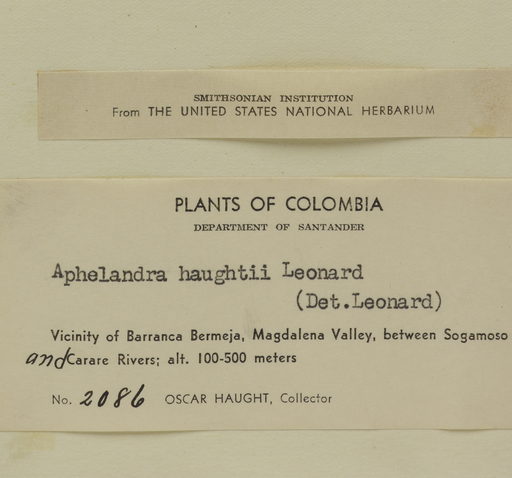 SMITHSONIAN INSTITUTION
From THE UNITED STATES NATIONAL HERBARIUM
PLANTS OF COLOMBIA
DEPARTMENT OF SANTANDER
Aphelandra haughtii Leonard
(Det.Leonard)
Vicinity of Barranca Bermeja, Magdalena Valley, between Sogamoso
and Carare Rivers; alt. 100-500 meters
No. 2086 OSCAR HAUGHT, Collector